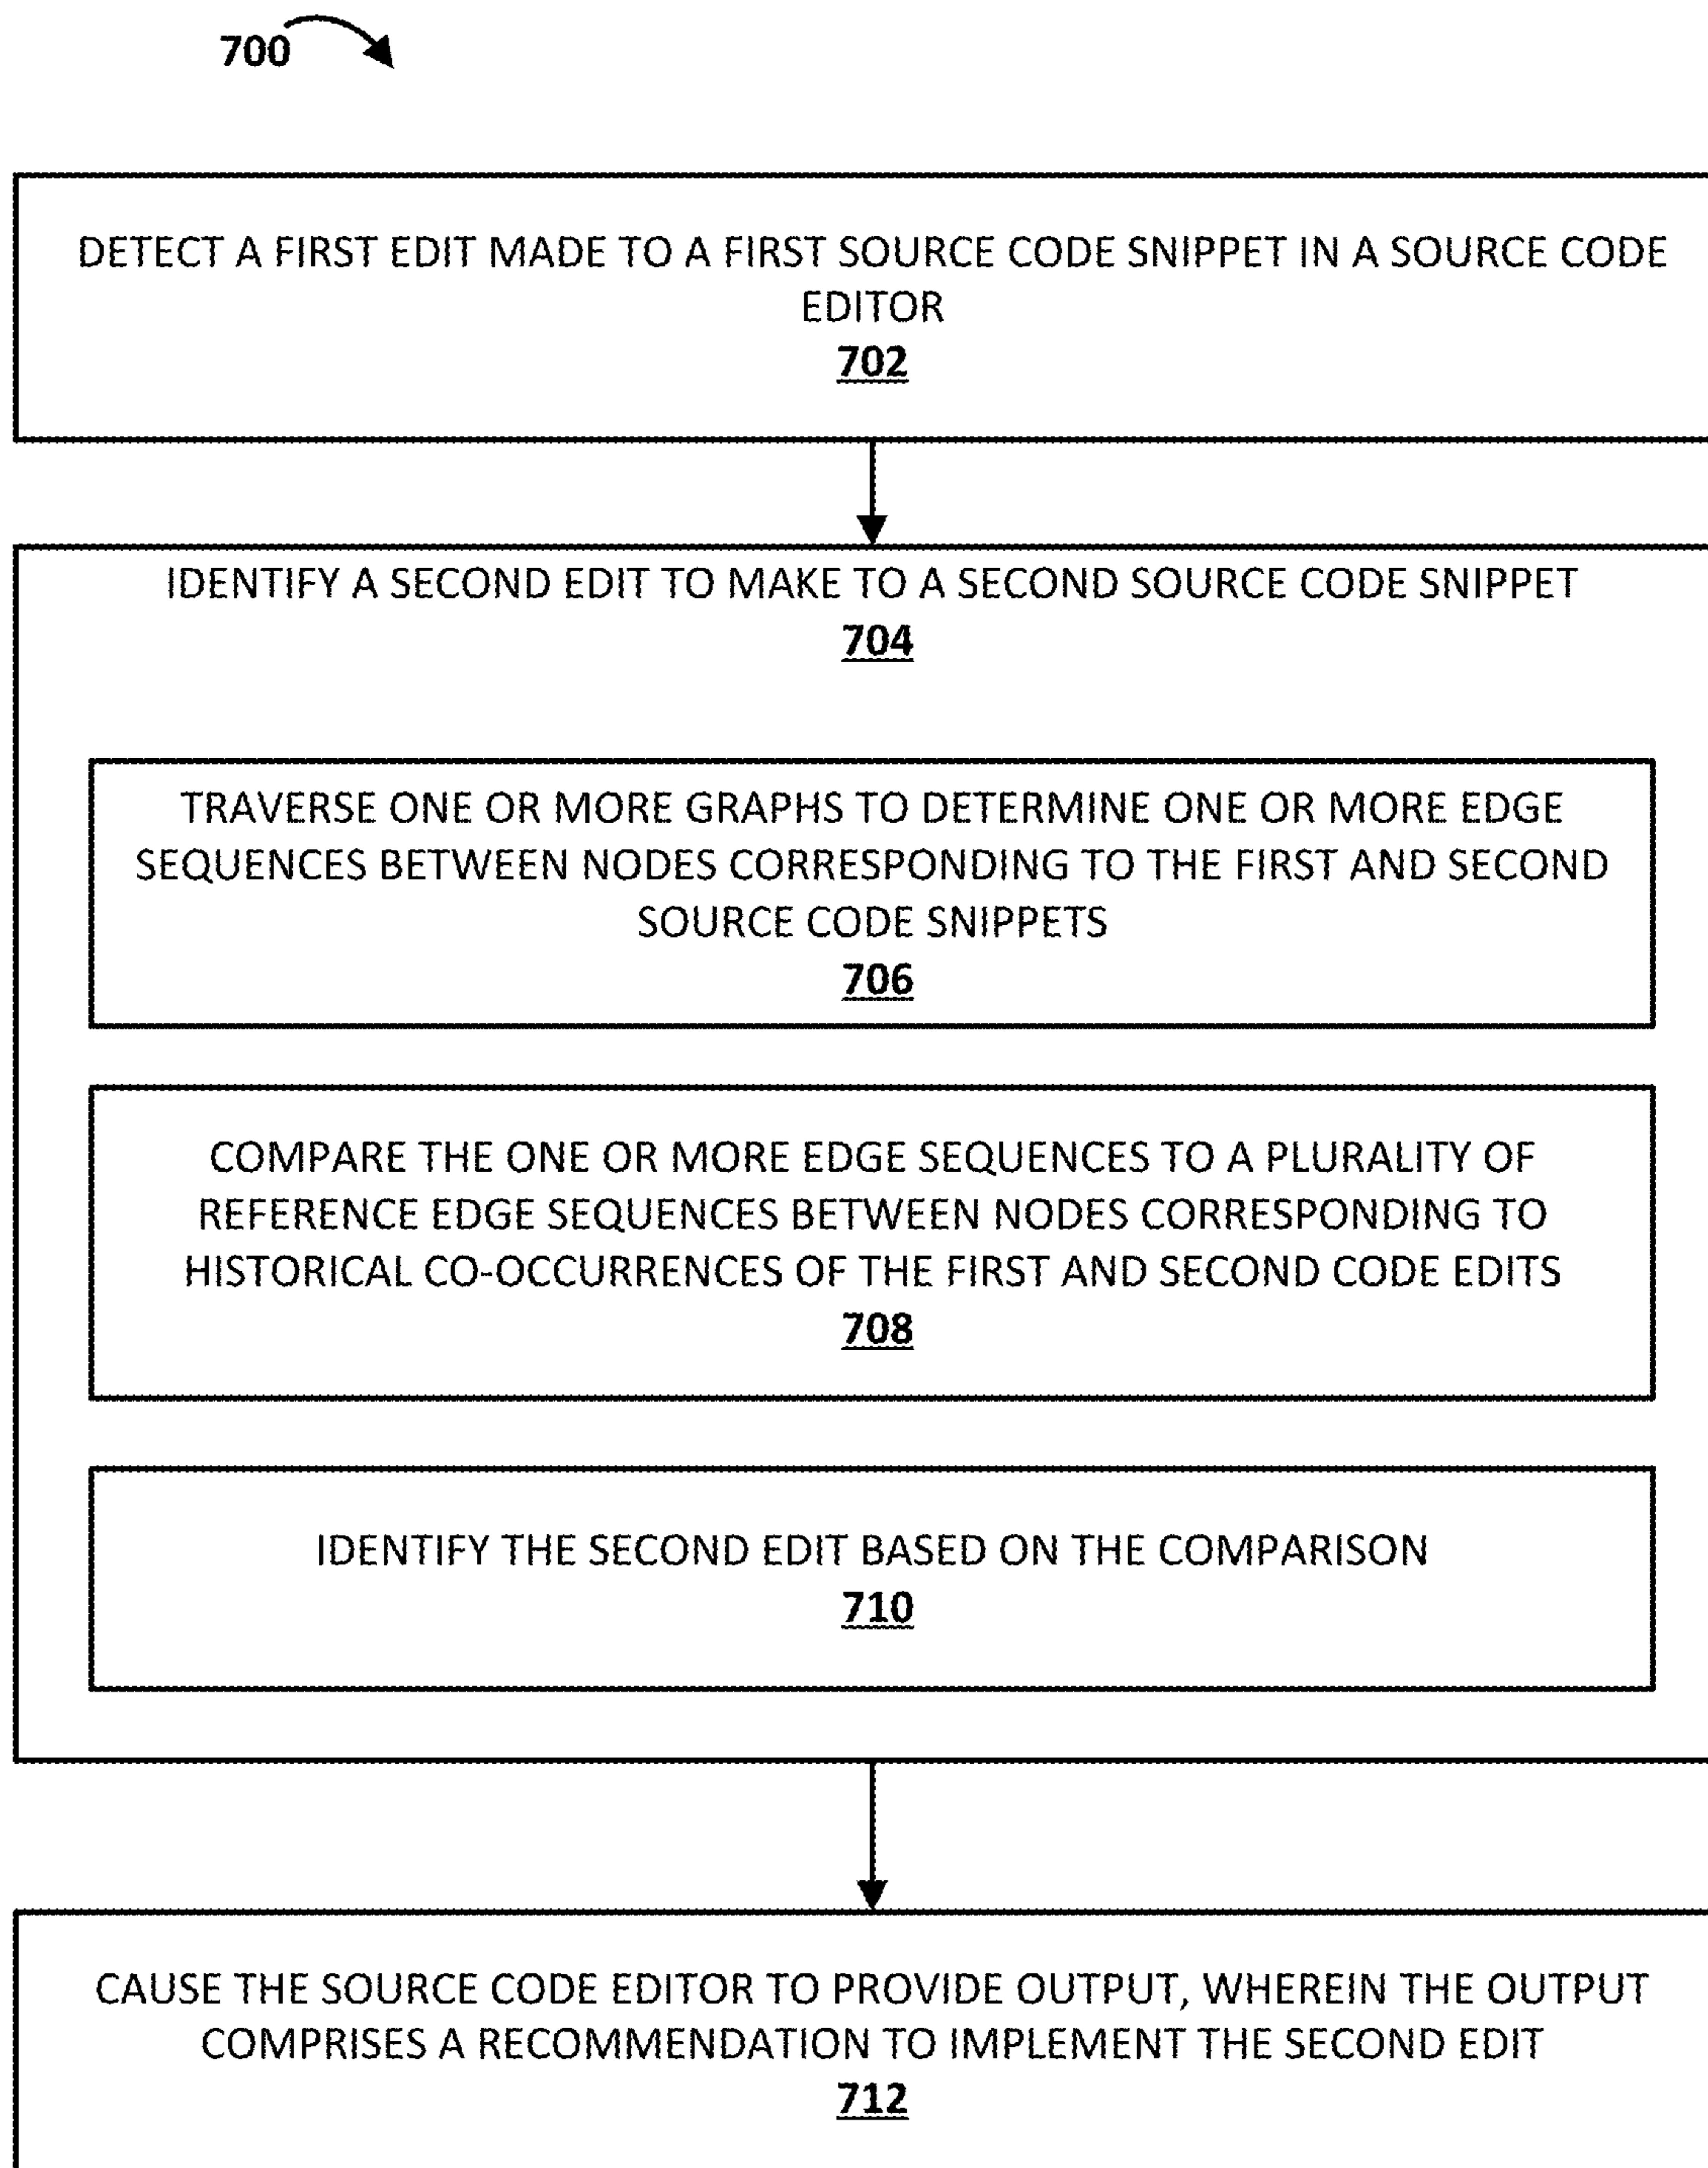 700
DETECT A FIRST EDIT MADE TO A FIRST SOURCE CODE SNIPPET IN A SOURCE CODE
EDITOR
702
IDENTIFY A SECOND EDIT TO MAKE TO A SECOND SOURCE CODE SNIPPET
704
TRAVERSE ONE OR MORE GRAPHS TO DETERMINE ONE OR MORE EDGE
SEQUENCES BETWEEN NODES CORRESPONDING TO THE FIRST AND SECOND
SOURCE CODE SNIPPETS
706
COMPARE THE ONE OR MORE EDGE SEQUENCES TO A PLURALITY OF
REFERENCE EDGE SEQUENCES BETWEEN NODES CORRESPONDING TO
HISTORICAL CO-OCCURRENCES OF THE FIRST AND SECOND CODE EDITS
708
IDENTIFY THE SECOND EDIT BASED ON THE COMPARISON
710
CAUSE THE SOURCE CODE EDITOR TO PROVIDE OUTPUT, WHEREIN THE OUTPUT
COMPRISES A RECOMMENDATION TO IMPLEMENT THE SECOND EDIT
712